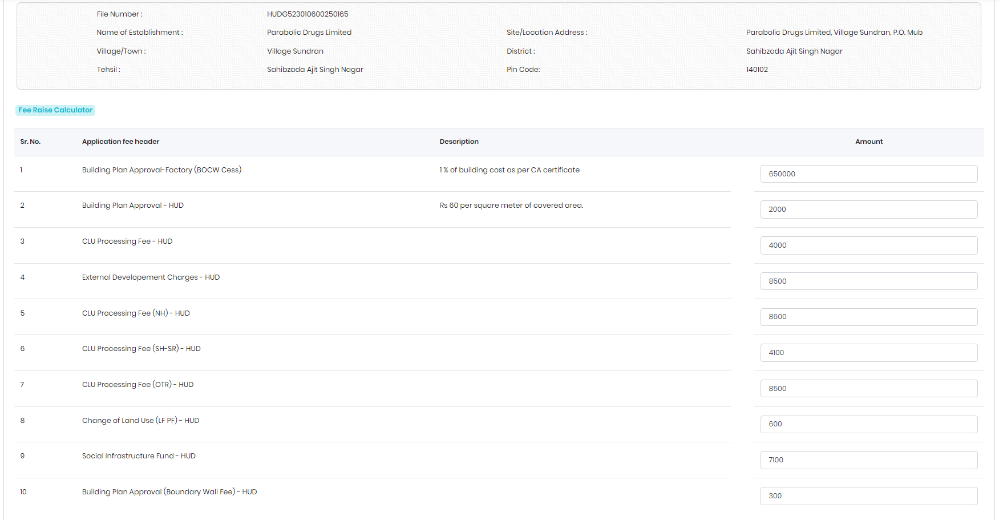 File Number : HUDG523010600250165
Name of Establishment : Parabolic Drugs Limited Site/Location Address : Parabolic Drugs Limited, Village Sundran, P.O. Mub
Village/Town : Village Sundran District : Sahibzada Ajit Singh Nagar
Tehsil : Sahibzada Ajit Singh Nagar Pin Code: 140102
Fee Raise Calculator
Sr. No. Application fee header Description Amount
1 Building Plan Approval-Factory (BOCW Cess) 1 % of building cost as per CA certificate 650000
2 Building Plan Approval - HUD Rs 60 per square meter of covered area. 2000
3 CLU Processing Fee - HUD 4000
4 External Developement Charges - HUD 8500
5 CLU Processing Fee (NH) - HUD 8600
6 CLU Processing Fee (SH-SR) - HUD 4100
7 CLU Processing Fee (OTR) - HUD 8500
8 Change of Land Use (LF PF) - HUD 600
9 Social Infrastructure Fund - HUD 7100
10 Building Plan Approval (Boundary Wall Fee) - HUD 300